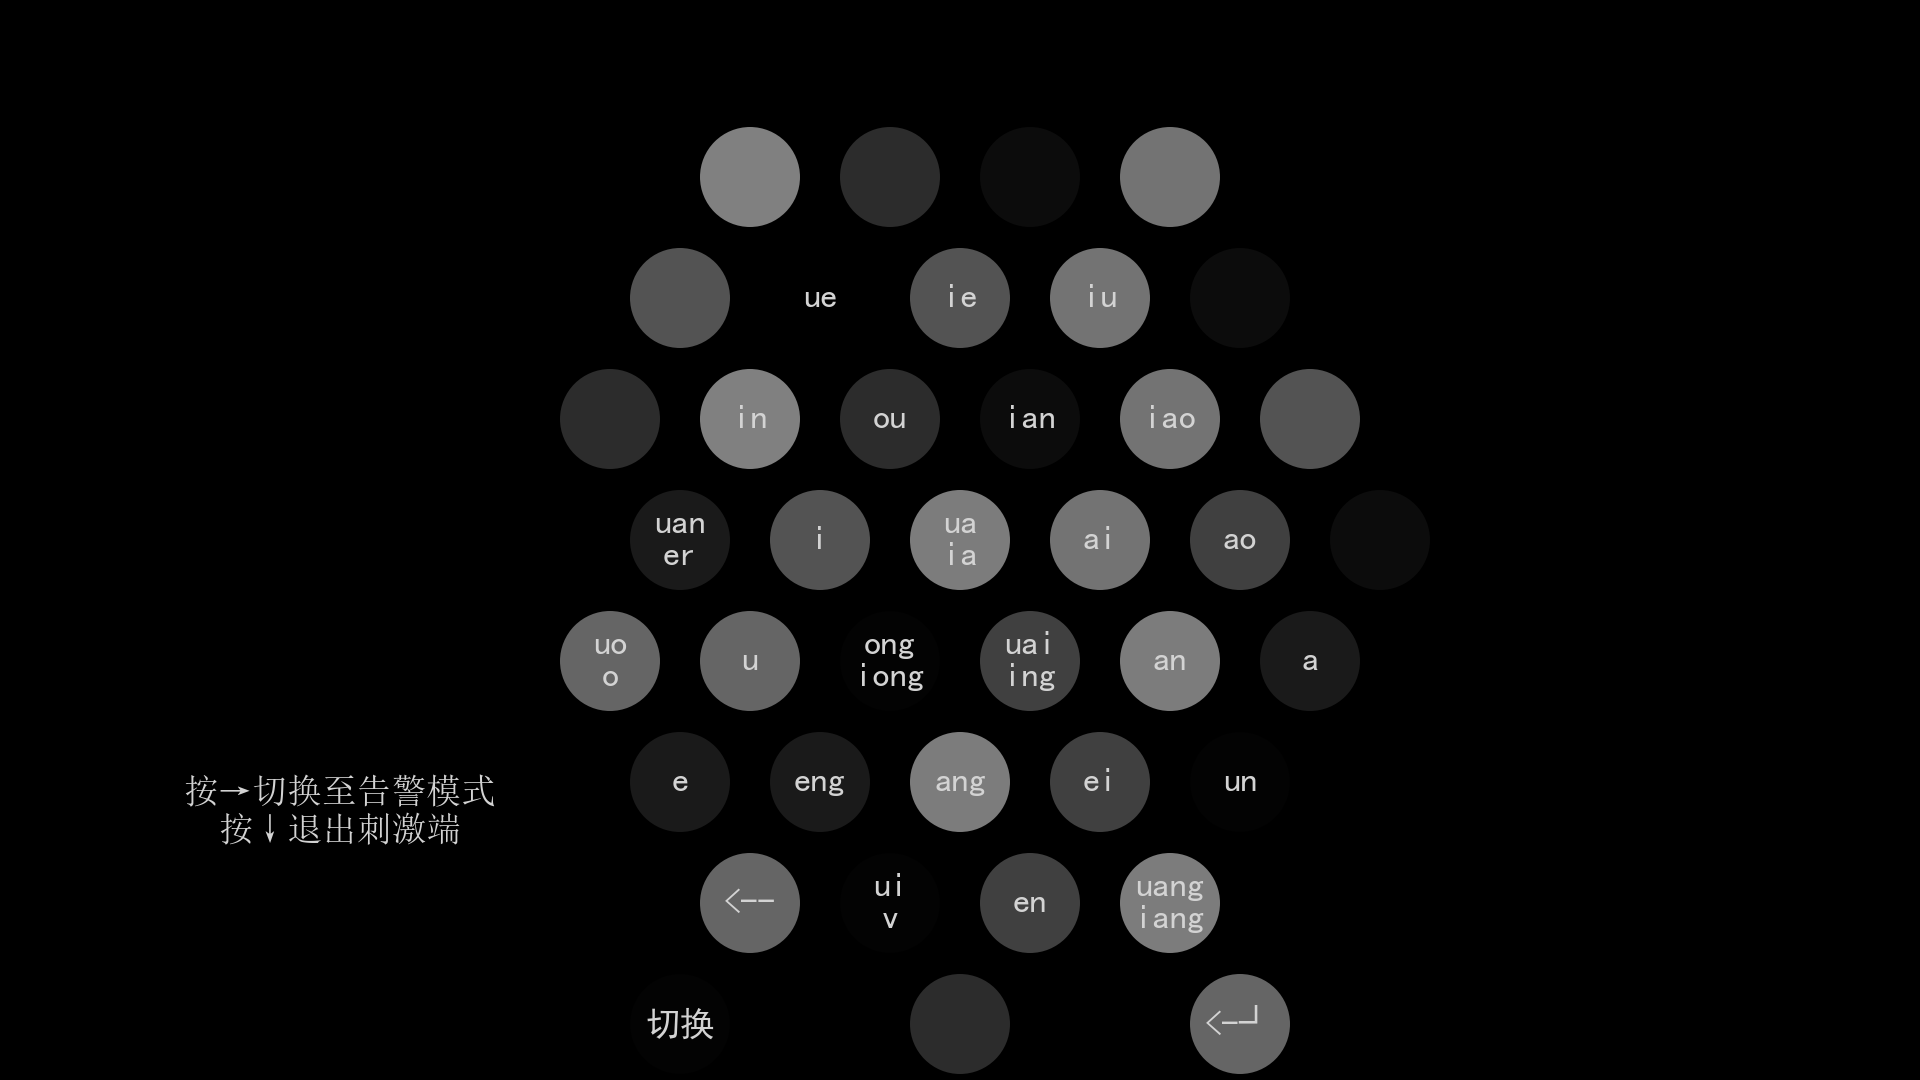 ue
ie
iu
in
ou
ian
iao
uan
er
i
ua
ia
ai
ao
uo
o
u
ong
iong
uai
ing
an
a
e
eng
ang
ei
un
按→切换至告警模式
按↓退出刺激端
<--
ui
v
en
uang
iang
切换
<-┘